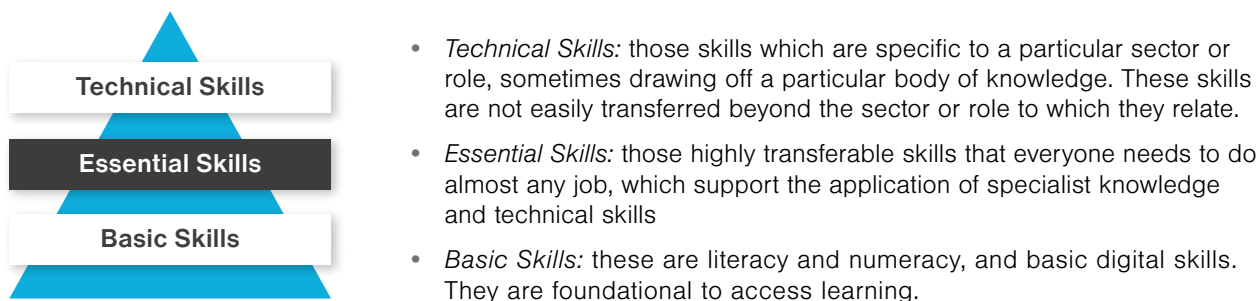 Technical Skills
Essential Skills
Basic Skills
• Technical Skills: those skills which are specific to a particular sector or
role, sometimes drawing off a particular body of knowledge. These skills
are not easily transferred beyond the sector or role to which they relate.
• Essential Skills: those highly transferable skills that everyone needs to do
almost any job, which support the application of specialist knowledge
and technical skills
• Basic Skills: these are literacy and numeracy, and basic digital skills.
They are foundational to access learning.